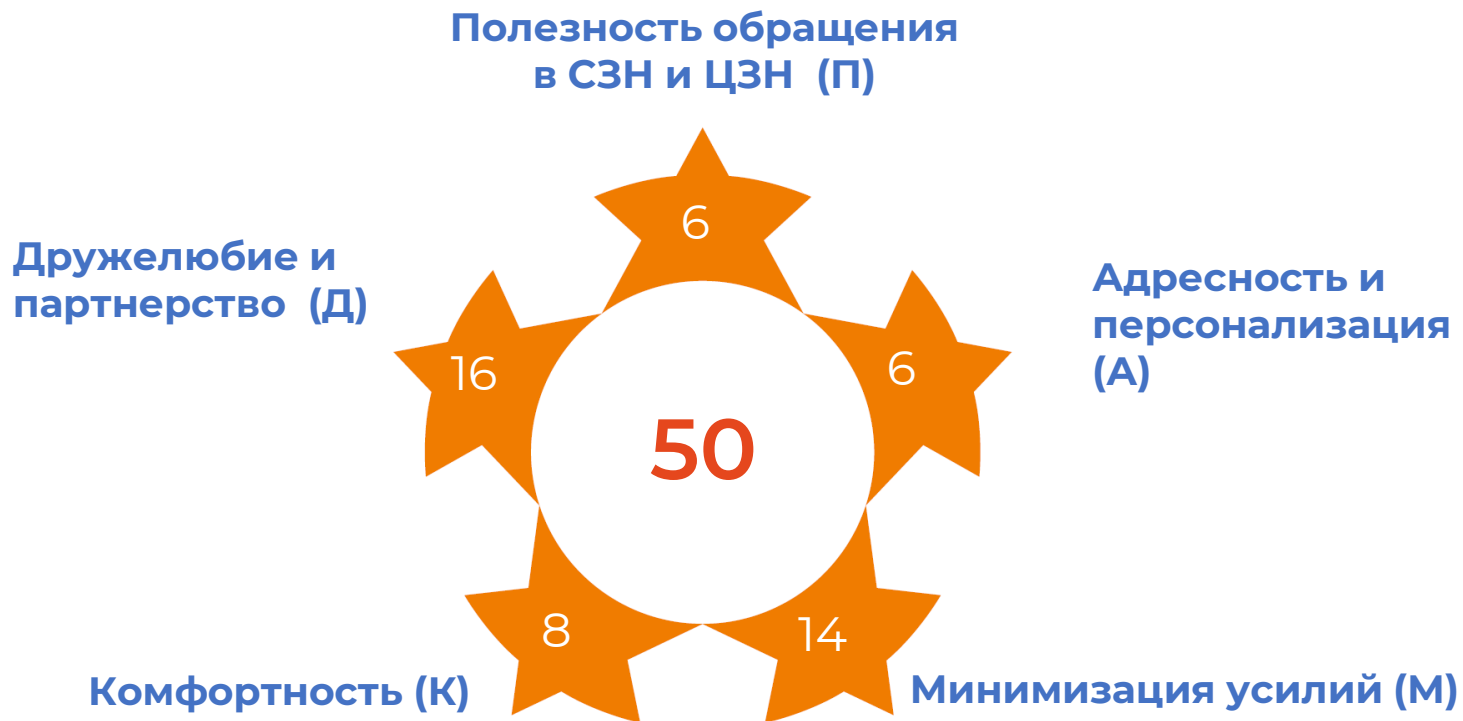 Полезность обращения
в СЗН и ЦЗН (П)
6
Дружелюбие и
партнерство (Д)
16
Адресность и
персонализация
(А)
6
50
8
14
Комфортность (К)
Минимизация усилий (М)